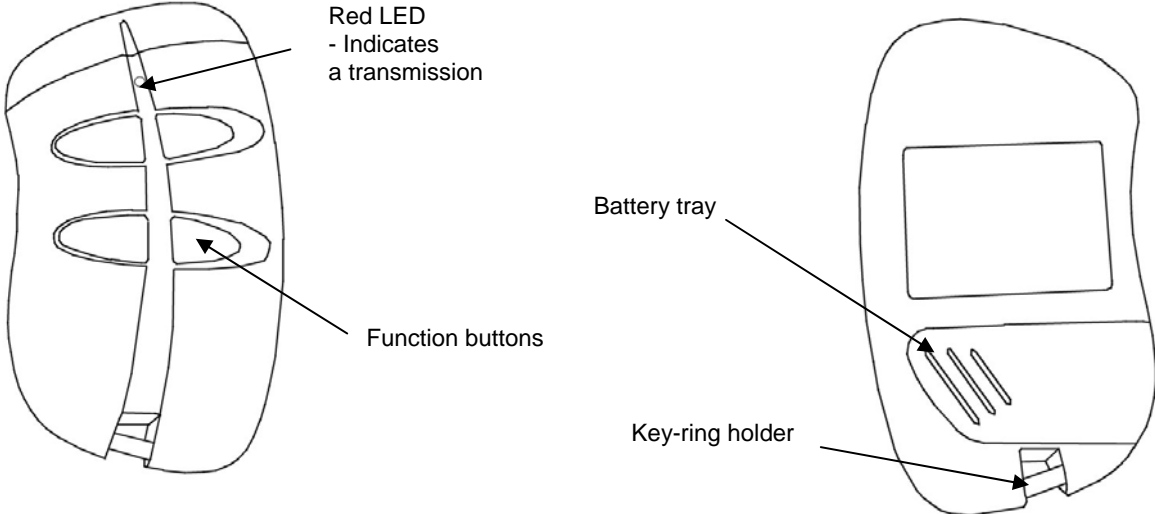 Red LED
- Indicates
a transmission
Function buttons
Battery tray
Key-ring holder